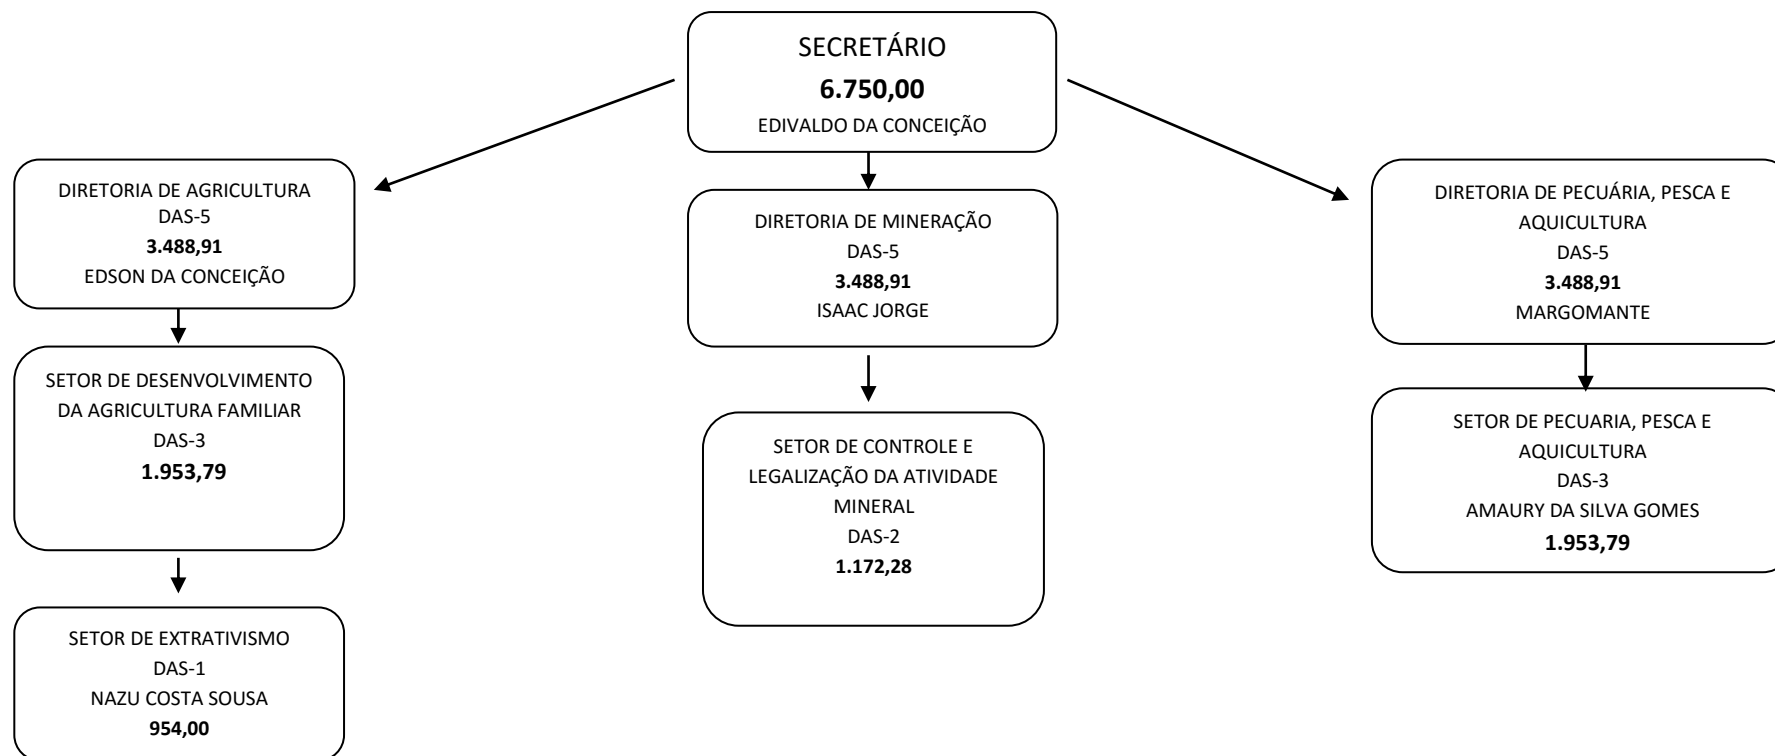 SECRETÁRIO
6.750,00
EDIVALDO DA CONCEIÇÃO
DIRETORIA DE AGRICULTURA
DAS-5
3.488,91
EDSON DA CONCEIÇÃO
DIRETORIA DE MINERAÇÃO
DAS-5
3.488,91
ISAAC JORGE
DIRETORIA DE PECUÁRIA, PESCA E
AQUICULTURA
DAS-5
3.488,91
MARGOMANTE
SETOR DE DESENVOLVIMENTO
DA AGRICULTURA FAMILIAR
DAS-3
1.953,79
SETOR DE CONTROLE E
LEGALIZAÇÃO DA ATIVIDADE
MINERAL
DAS-2
1.172,28
SETOR DE PECUARIA, PESCA E
AQUICULTURA
DAS-3
AMAURY DA SILVA GOMES
1.953,79
SETOR DE EXTRATIVISMO
DAS-1
NAZU COSTA SOUSA
954,00